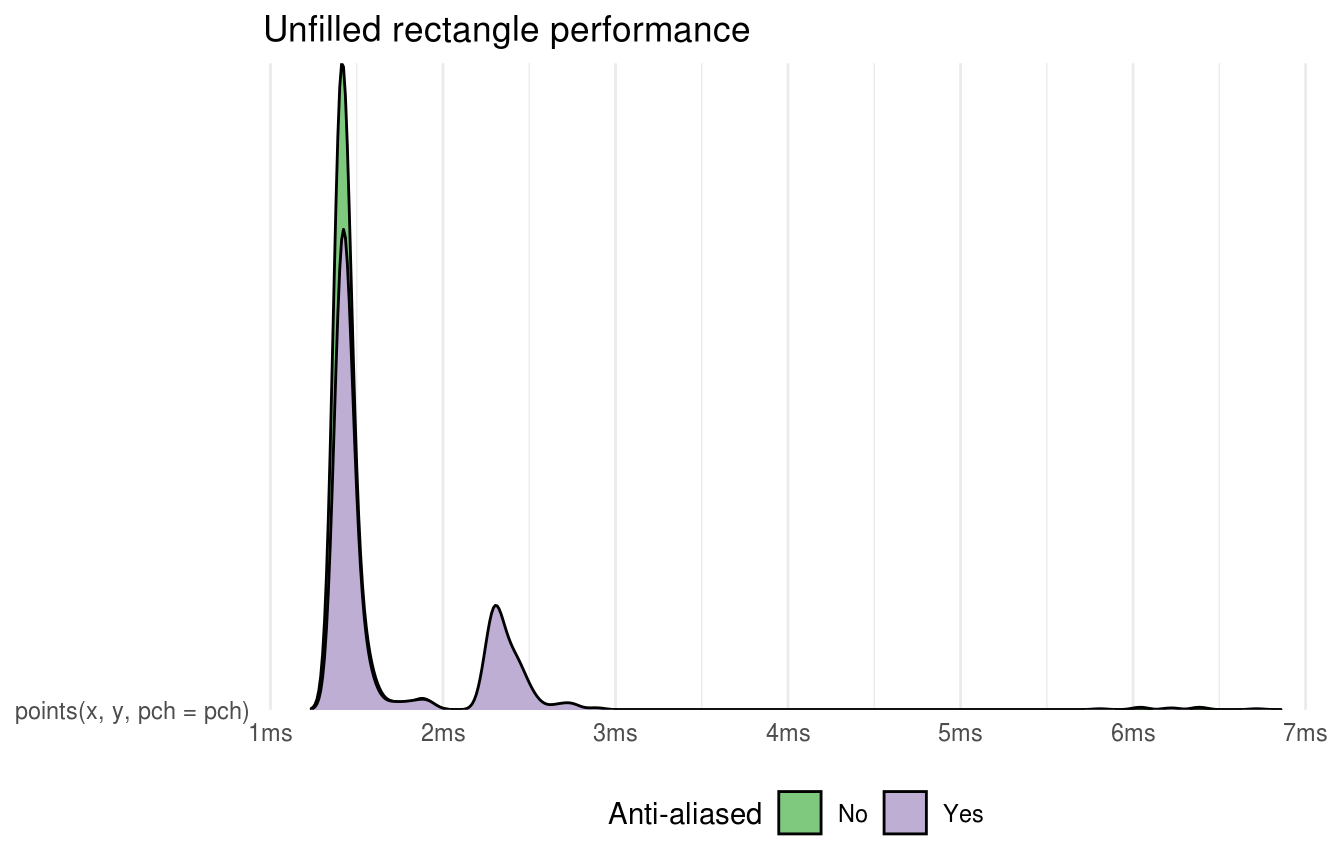 Unfilled rectangle performance
points(x, y, pch = pch)
1ms 2ms 3ms 4ms 5ms 6ms 7ms
Anti-aliased No Yes